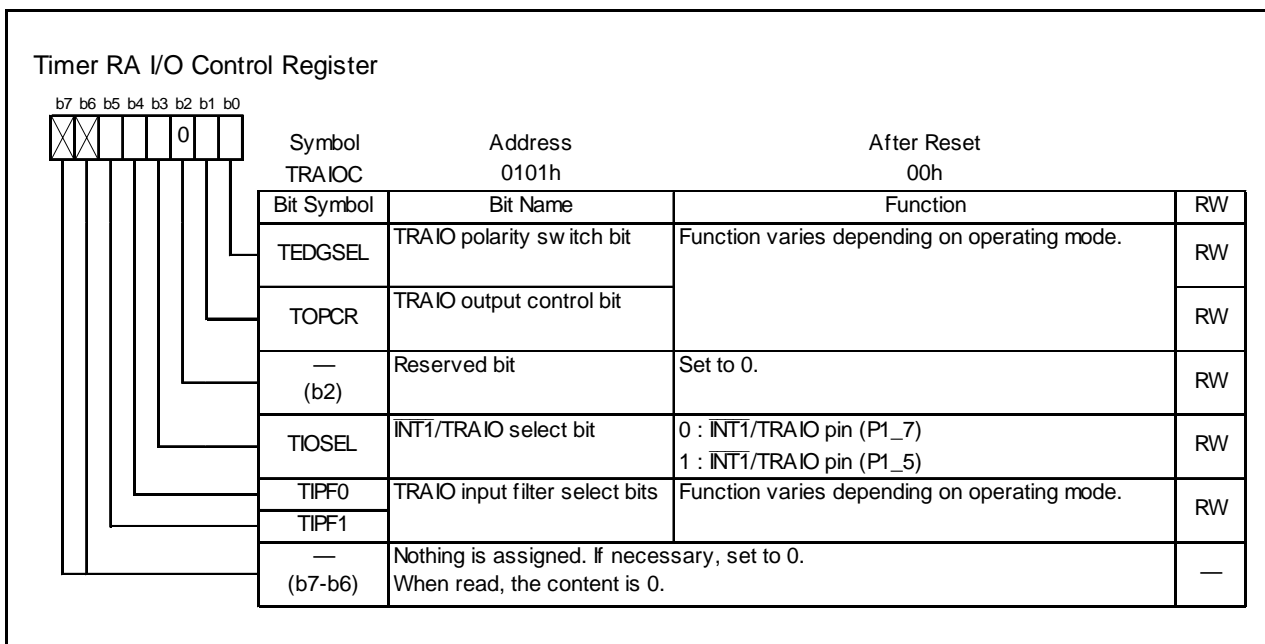 Timer RA I/O Control Register
b7 b6 b5 b4 b3 b2 b1 b0
0
Symbol Address After Reset
TRAIOC 0101h 00h
Bit Symbol Bit Name Function RW
TEDGSEL TRAIO polarity switch bit Function varies depending on operating mode. RW
TOPCR TRAIO output control bit RW
— Reserved bit Set to 0. RW
(b2)
TIOSEL INT1/TRAIO select bit 0 : INT1/TRAIO pin (P1_7) RW
1 : INT1/TRAIO pin (P1_5)
TIPF0 TRAIO input filter select bits Function varies depending on operating mode. RW
TIPF1
— Nothing is assigned. If necessary, set to 0. —
(b7-b6) When read, the content is 0.